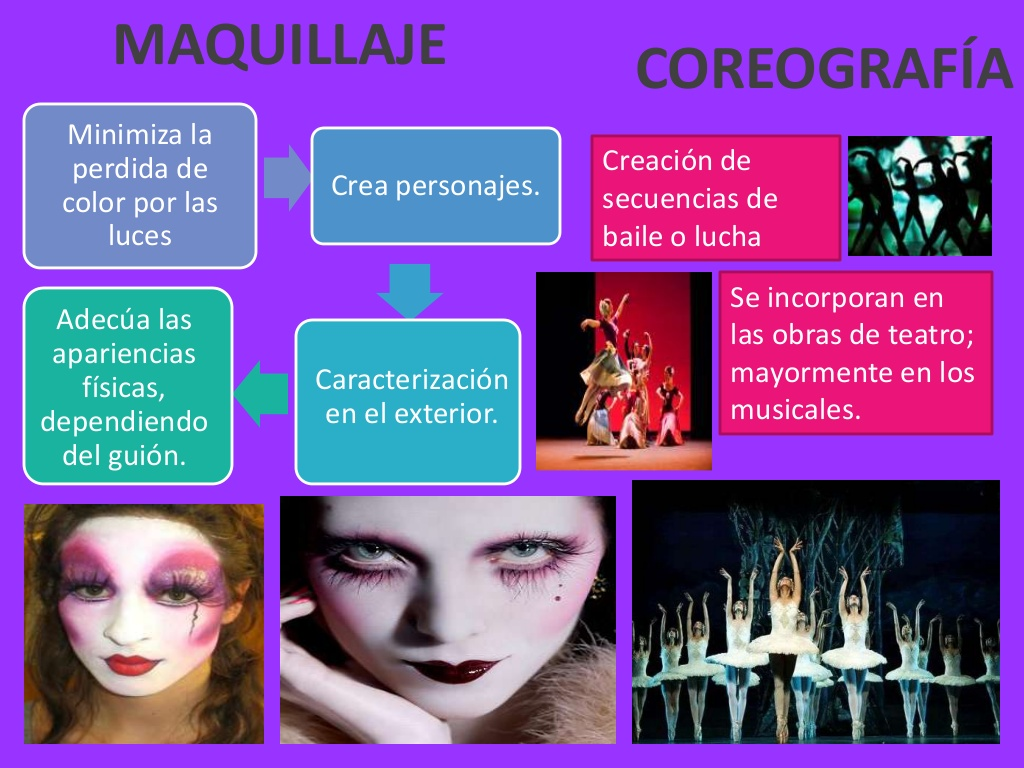 MAQUILLAJE
Minimiza la
perdida de
color por las
luces
Crea personajes.
Caracterización
en el exterior.
Adecúa las
apariencias
físicas,
dependiendo
del guión.
COREOGRAFÍA
Creación de
secuencias de
baile o lucha
Se incorporan en
las obras de teatro;
mayormente en los
musicales.